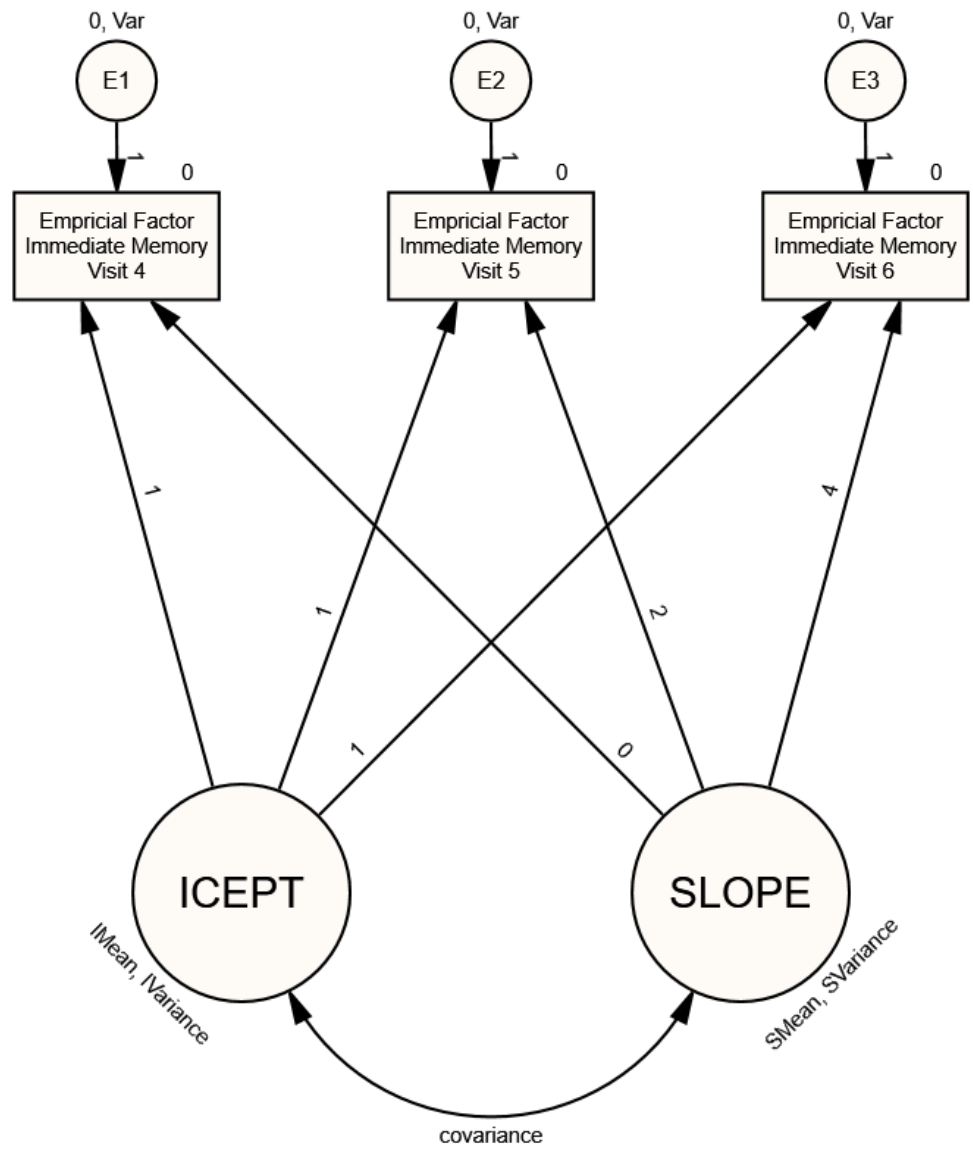 0, Var
0, Var
0, Var
E1
E2
E3
1
0
1
0
1
0
Empricial Factor
Immediate Memory
Visit 4
Empricial Factor
Immediate Memory
Visit 5
Empricial Factor
Immediate Memory
Visit 6
1
4
1
2
1
0
ICEPT
SLOPE
IMean, IVariance
SMean, SVariance
covariance